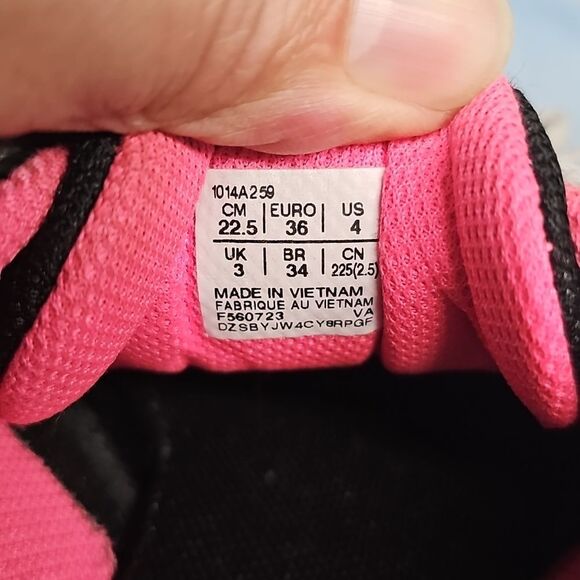 1014A259
CM EURO US
22.5 36 4
UK BR CN
3 34 225(2.5)
MADE IN VIETNAM
FABRIQUE AU VIETNAM
F560723 VA
DZSBYJW4CY8RPGF